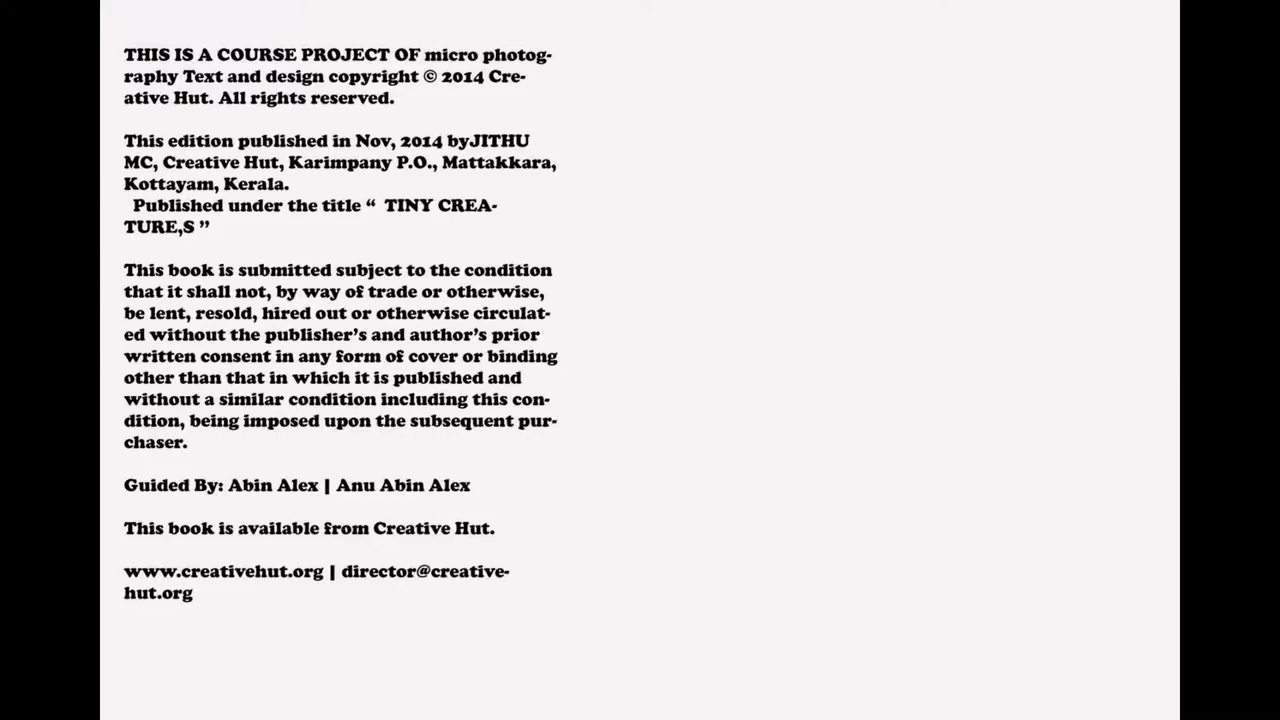 THIS IS A COURSE PROJECT OF micro photog-
raphy Text and design copyright © 2014 Cre-
ative Hut. All rights reserved.
This edition published in Nov, 2014 byJITHU
MC, Creative Hut, Karimpany P.O., Mattakkara,
Kottayam, Kerala.
Published under the title “  TINY CREA-
TURE,S ”
This book is submitted subject to the condition
that it shall not, by way of trade or otherwise,
be lent, resold, hired out or otherwise circulat-
ed without the publisher’s and author’s prior
written consent in any form of cover or binding
other than that in which it is published and
without a similar condition including this con-
dition, being imposed upon the subsequent pur-
chaser.
Guided By: Abin Alex | Anu Abin Alex
This book is available from Creative Hut.
www.creativehut.org | director@creative-
hut.org